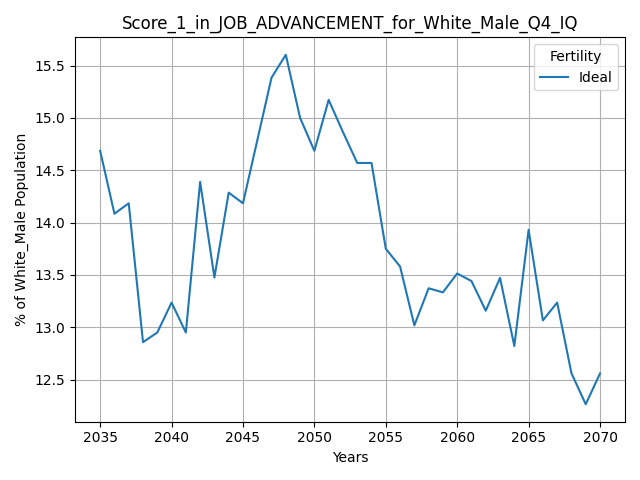 Score_1_in_JOB_ADVANCEMENT_for_White_Male_Q4_IQ
Fertility
Ideal
% of White_Male Population
15.5
15.0
14.5
14.0
13.5
13.0
12.5
2035 2040 2045 2050 2055 2060 2065 2070
Years